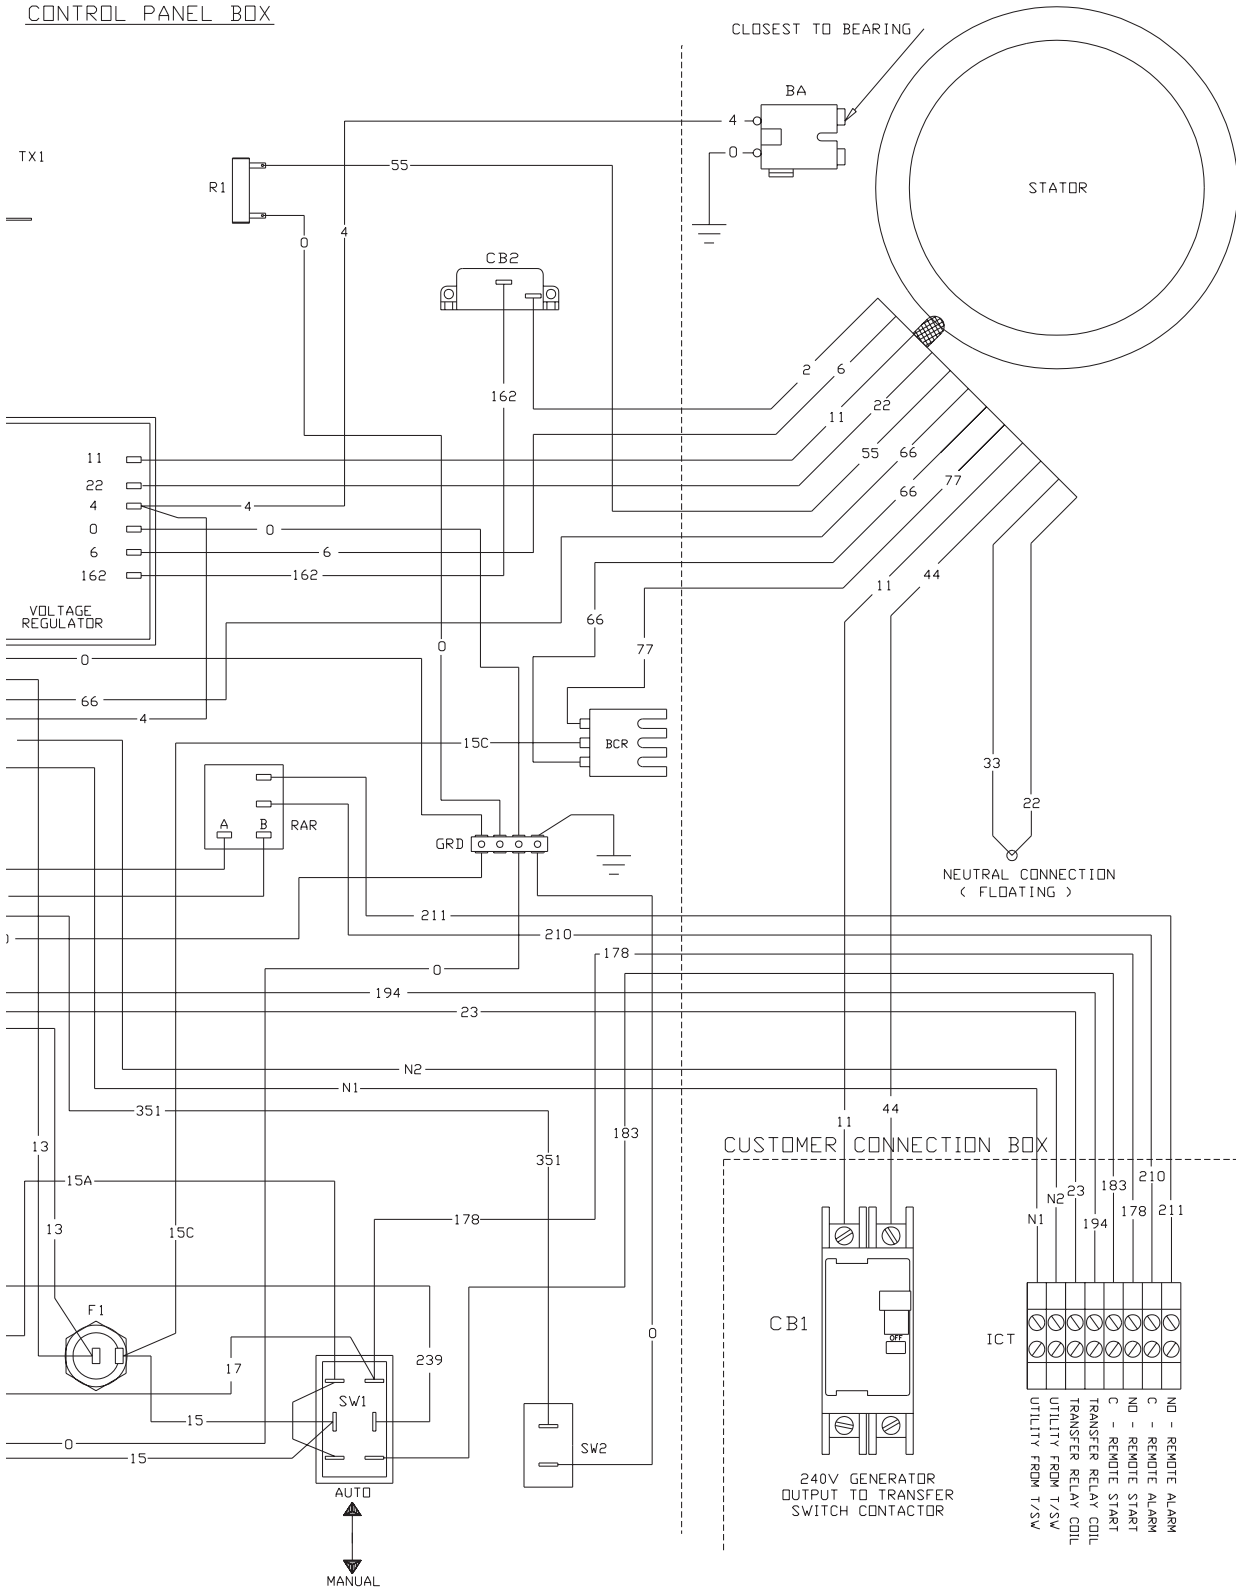 CONTROL PANEL BOX
CLOSEST TO BEARING
BA
4
0
TX1
R1
55
STATOR
0
4
CB2
162
2
6
11
22
55
66
66
77
11
44
11
22
4
0
6
162
4
0
6
162
VOLTAGE
REGULATOR
66
77
0
0
66
4
15C
BCR
33
22
A
B
RAR
GRD
NEUTRAL CONNECTION
( FLOATING )
211
210
178
0
194
23
N2
N1
351
11
44
183
13
351
CUSTOMER CONNECTION BOX
15A
13
15C
178
N1
N2
23
194
183
178
210
211
F1
CB1
OFF
ICT
0
17
239
SW1
15
0
15
SW2
AUTO
MANUAL
240V GENERATOR
OUTPUT TO TRANSFER
SWITCH CONTACTOR
UTILITY FROM T/SW
UTILITY FROM T/SW
TRANSFER RELAY COIL
TRANSFER RELAY COIL
C - REMOTE START
NO - REMOTE START
C - REMOTE ALARM
NO - REMOTE ALARM